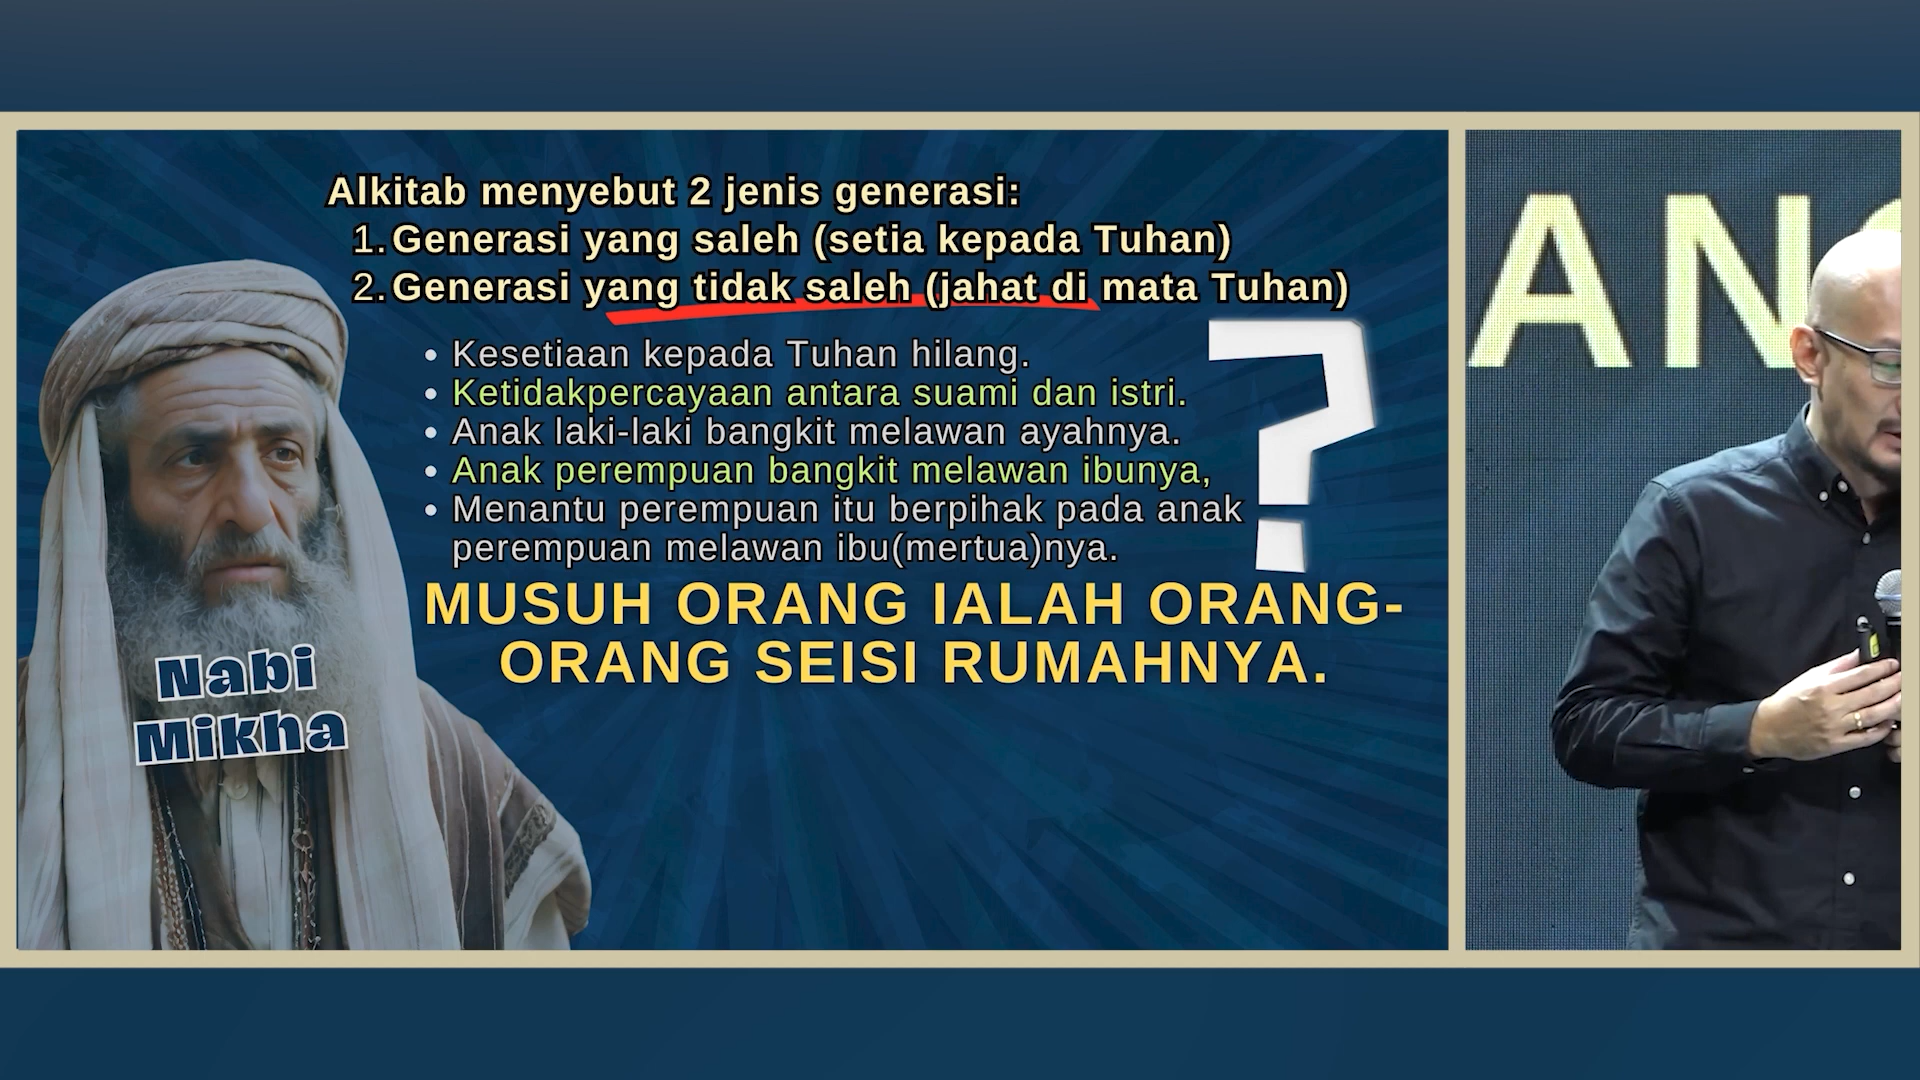 Alkitab menyebut 2 jenis generasi:
1. Generasi yang saleh (setia kepada Tuhan)
2. Generasi yang tidak saleh (jahat di mata Tuhan)
• Kesetiaan kepada Tuhan hilang.
• Ketidakpercayaan antara suami dan istri.
• Anak laki-laki bangkit melawan ayahnya.
• Anak perempuan bangkit melawan ibunya,
• Menantu perempuan itu berpihak pada anak
perempuan melawan ibu(mertua)nya.
?
MUSUH ORANG IALAH ORANG-
ORANG SEISI RUMAHNYA.
Nabi
Mikha
AN